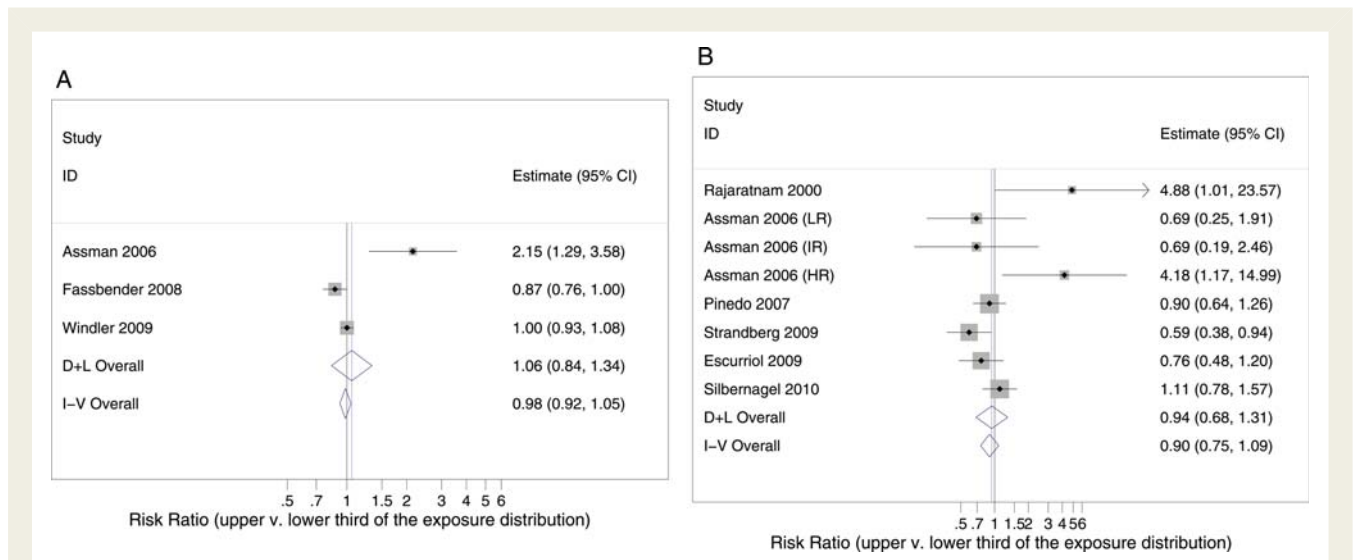 A
Study
ID Estimate (95% CI)
Assman 2006 2.15 (1.29, 3.58)
Fassbender 2008 0.87 (0.76, 1.00)
Windler 2009 1.00 (0.93, 1.08)
D+L Overall 1.06 (0.84, 1.34)
I–V Overall 0.98 (0.92, 1.05)
.5 .7 1 1.5 2 3 4 5 6
Risk Ratio (upper v. lower third of the exposure distribution)
B
Study
ID Estimate (95% CI)
Rajaratnam 2000 4.88 (1.01, 23.57)
Assman 2006 (LR) 0.69 (0.25, 1.91)
Assman 2006 (IR) 0.69 (0.19, 2.46)
Assman 2006 (HR) 4.18 (1.17, 14.99)
Pinedo 2007 0.90 (0.64, 1.26)
Strandberg 2009 0.59 (0.38, 0.94)
Escurriol 2009 0.76 (0.48, 1.20)
Silbernagel 2010 1.11 (0.78, 1.57)
D+L Overall 0.94 (0.68, 1.31)
I–V Overall 0.90 (0.75, 1.09)
.5 .7 1 1.5 2 3 4 5 6
Risk Ratio (upper v. lower third of the exposure distribution)